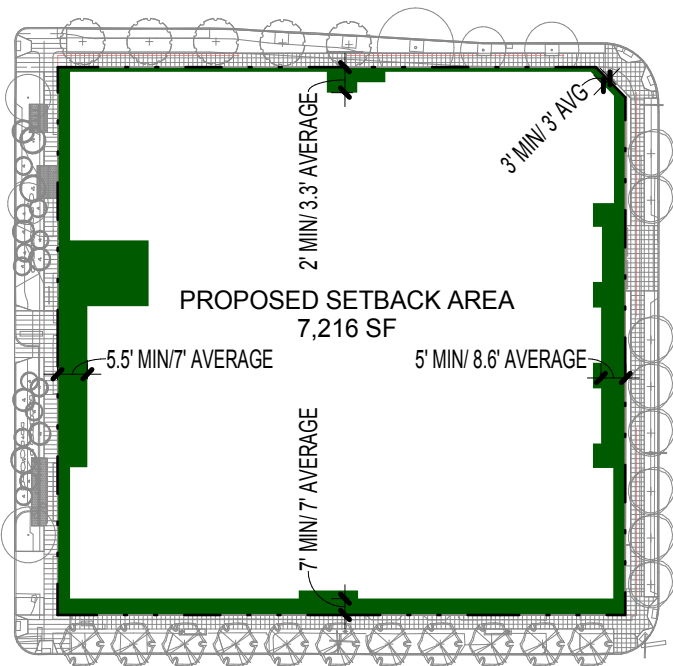 2' MIN/ 3.3' AVERAGE
3' MIN/ 3' AVG
PROPOSED SETBACK AREA
7,216 SF
5.5' MIN/7' AVERAGE
5' MIN/ 8.6' AVERAGE
7' MIN/ 7' AVERAGE